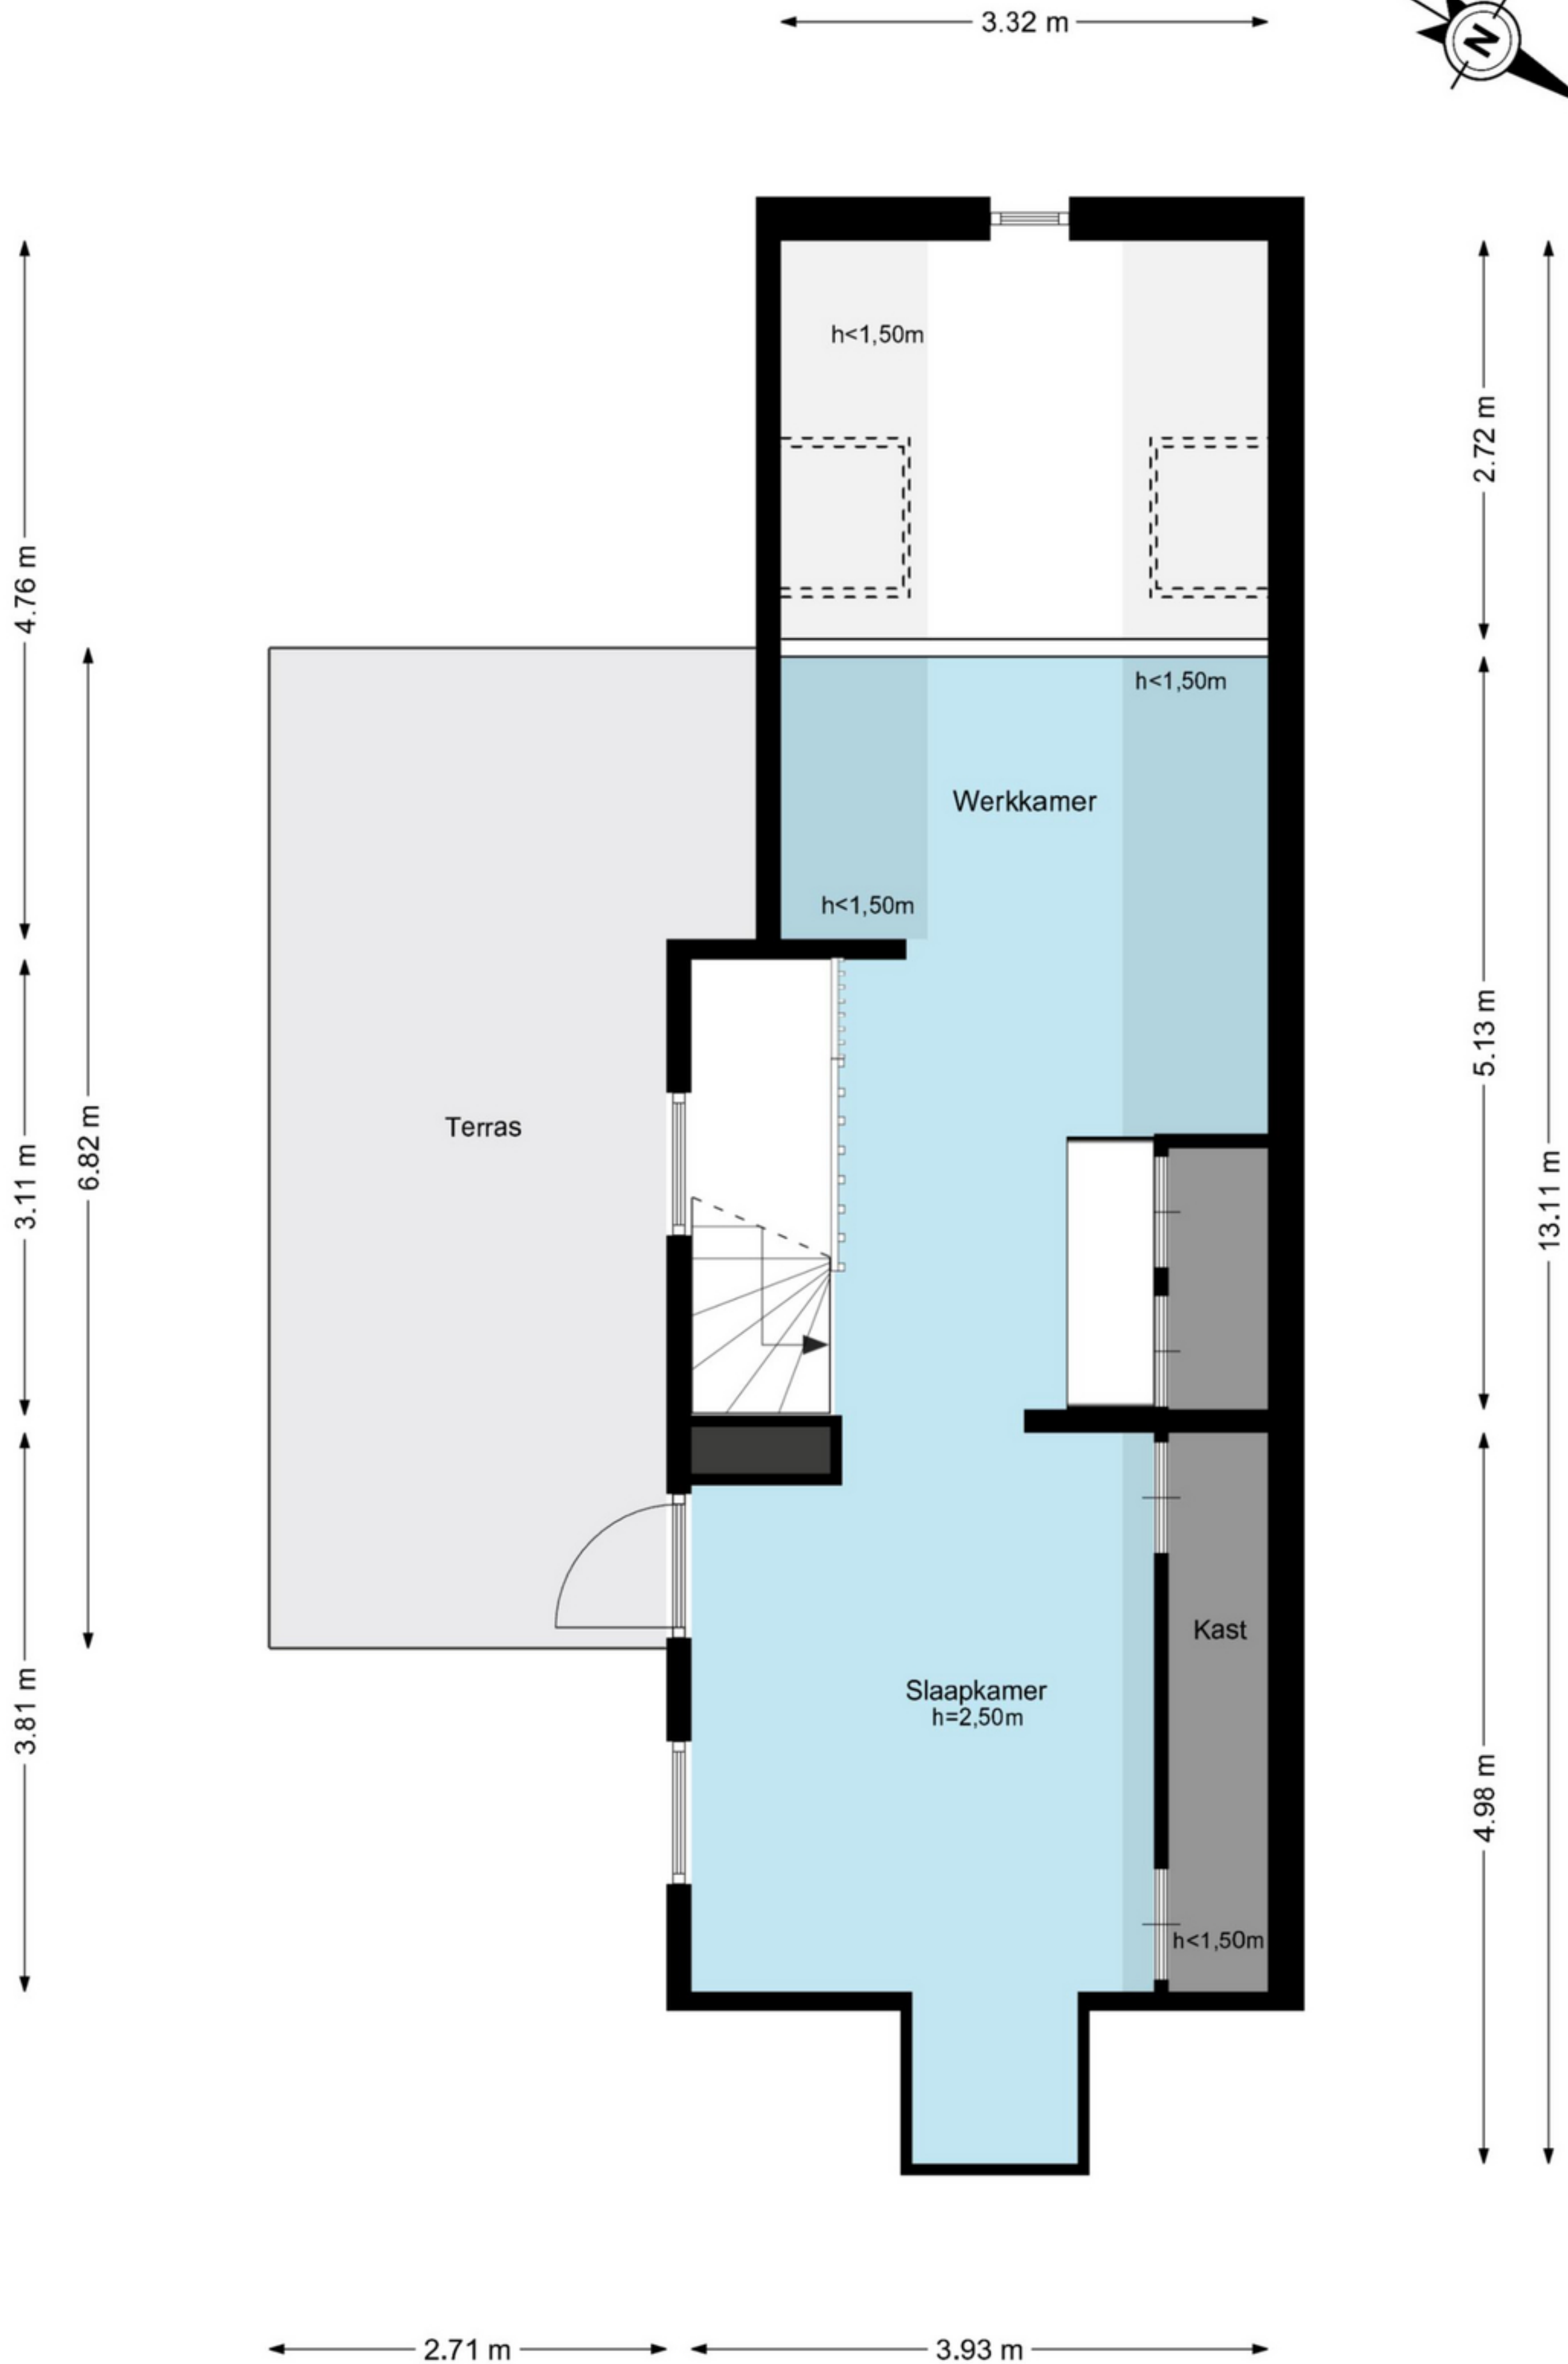 3.32 m
N
h<1,50m
2.72 m
4.76 m
h<1,50m
Werkkamer
h<1,50m
5.13 m
Terras
6.82 m
3.11 m
13.11 m
Kast
Slaapkamer
h=2,50m
3.81 m
4.98 m
h<1,50m
2.71 m
3.93 m